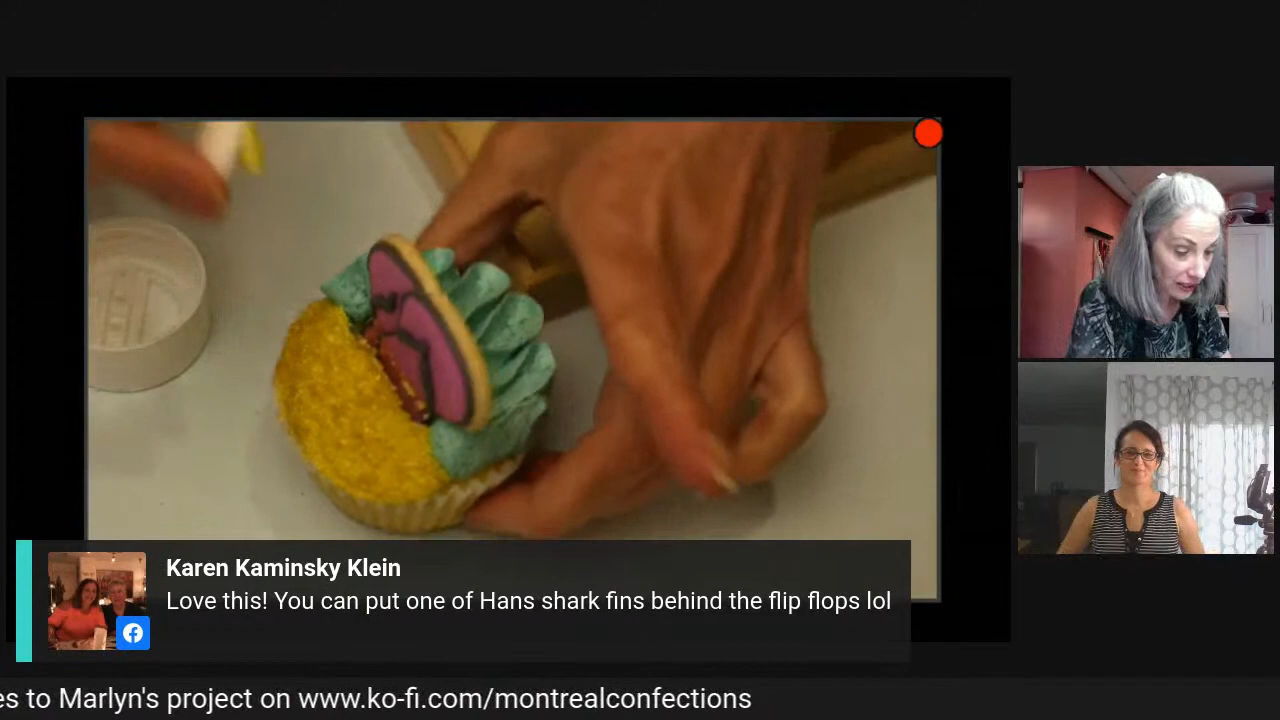 Karen Kaminsky Klein
Love this! You can put one of Hans shark fins behind the flip flops lol
es to Marlyn's project on www.ko-fi.com/montrealconfections